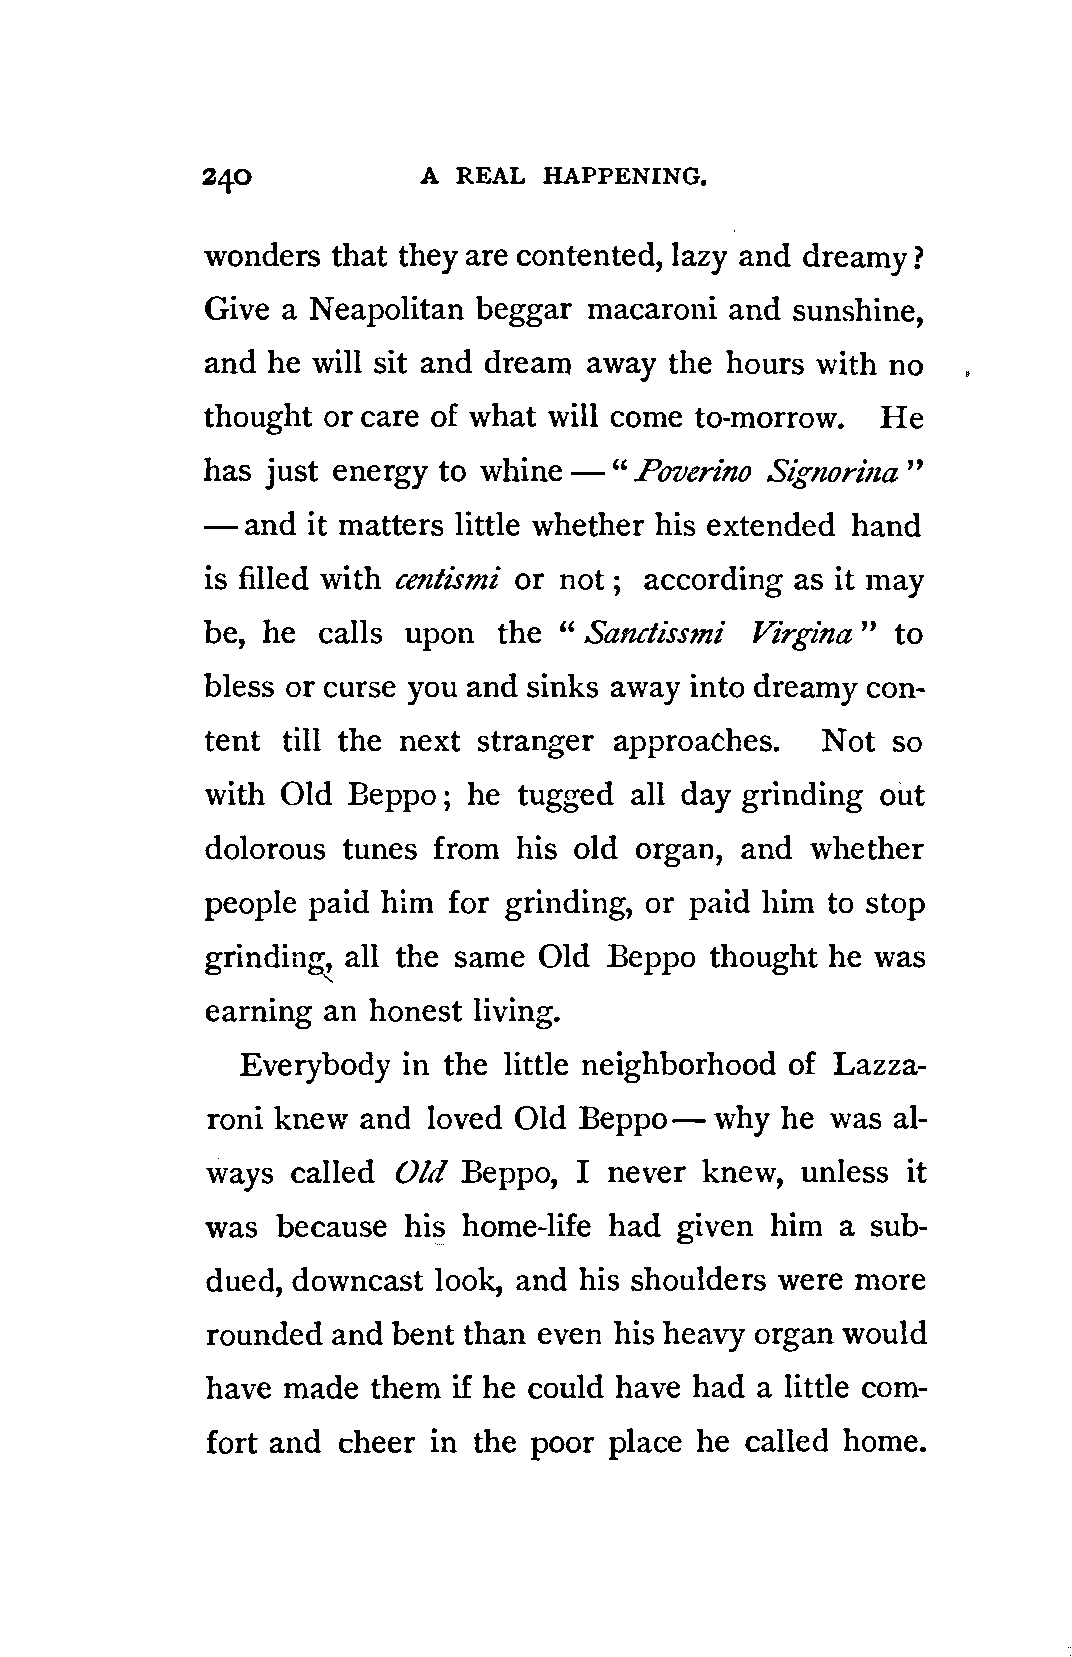 240 A REAL HAPPENING.
wonders that they are contented, lazy and dreamy?
Give a Neapolitan beggar macaroni and sunshine,
and he will sit and dream away the hours with no
thought or care of what will come to-morrow. He
has just energy to whine — “Poverino Signorina”
— and it matters little whether his extended hand
is filled with centismi or not; according as it may
be, he calls upon the “Sanctissmi Virgina” to
bless or curse you and sinks away into dreamy con-
tent till the next stranger approaches. Not so
with Old Beppo; he tugged all day grinding out
dolorous tunes from his old organ, and whether
people paid him for grinding, or paid him to stop
grinding, all the same Old Beppo thought he was
earning an honest living.
Everybody in the little neighborhood of Lazza-
roni knew and loved Old Beppo — why he was al-
ways called Old Beppo, I never knew, unless it
was because his home-life had given him a sub-
dued, downcast look, and his shoulders were more
rounded and bent than even his heavy organ would
have made them if he could have had a little com-
fort and cheer in the poor place he called home.